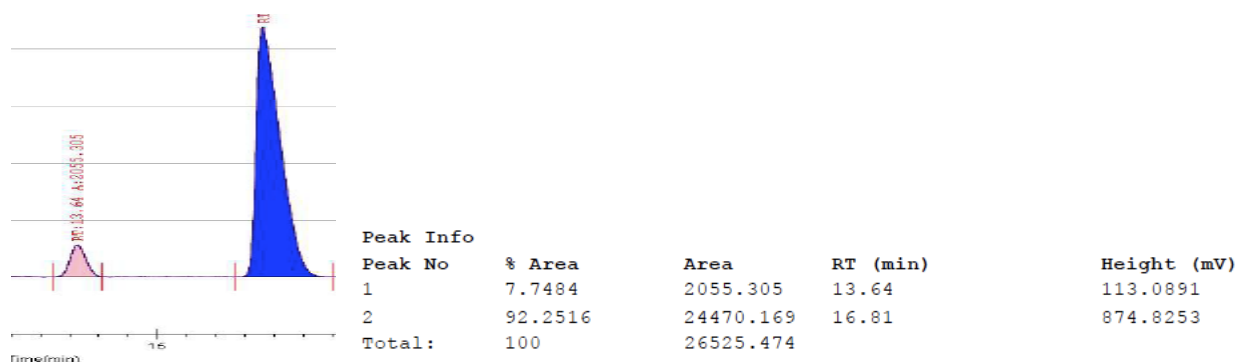 RT:13.64 A:2055.305
15
Time(min)
Peak Info
Peak No % Area Area RT (min) Height (mV)
1 7.7484 2055.305 13.64 113.0891
2 92.2516 24470.169 16.81 874.8253
Total: 100 26525.474